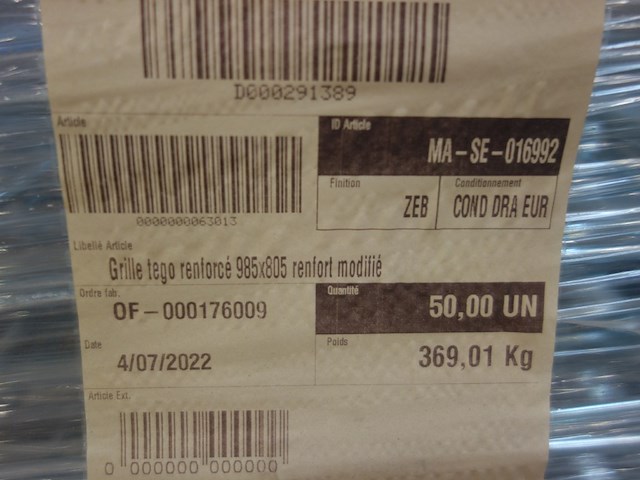 D000291389
Article
ID Article
MA-SE-016992
0000000063013
Finition
ZEB
Conditionnement
COND DRA EUR
Libellé Article
Grille tego renforcé 985x805 renfort modifié
Ordre fab.
OF-000176009
Quantité
50,00 UN
Date
4/07/2022
Poids
369,01 Kg
Article Ext.
0 000000 000000